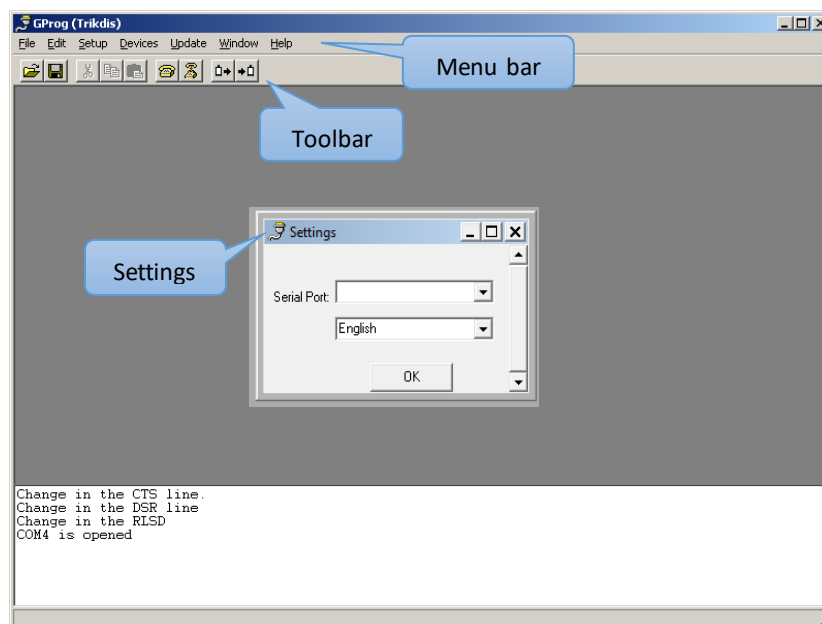 GProg (Trikdis)
File Edit Setup Devices Update Window Help
Menu bar
Toolbar
Settings
Settings
Serial Port:
English
OK
Change in the CTS line.
Change in the DSR line
Change in the RLSD
COM4 is opened